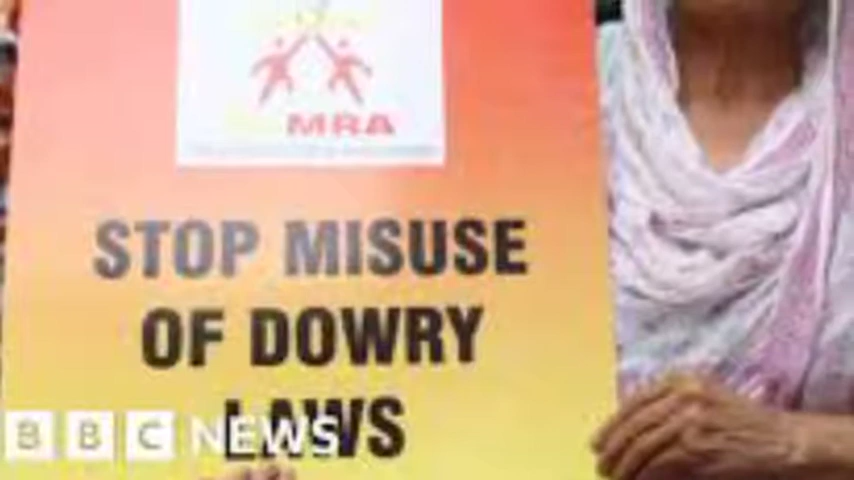 MRA
STOP MISUSE
OF DOWRY
LAWS
BBC NEWS